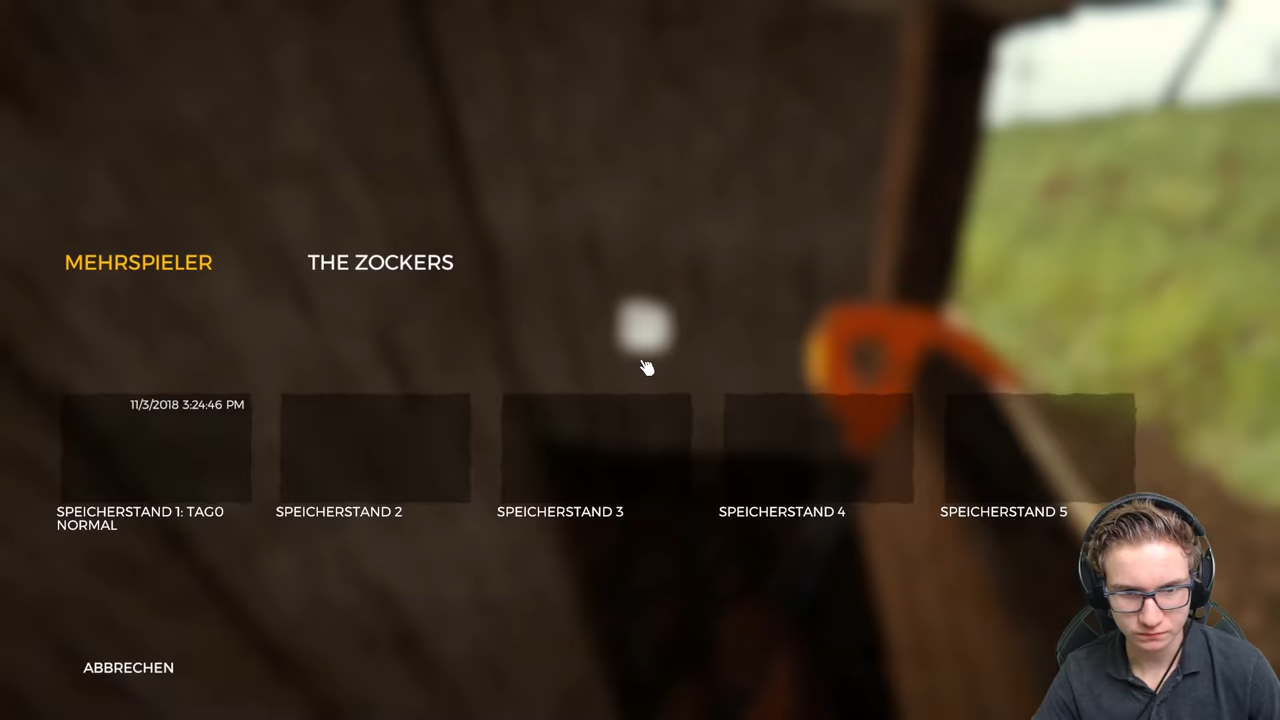 MEHRSPIELER THE ZOCKERS
11/3/2018 3:24:46 PM
SPEICHERSTAND 1: TAG0
NORMAL
SPEICHERSTAND 2
SPEICHERSTAND 3
SPEICHERSTAND 4
SPEICHERSTAND 5
ABBRECHEN